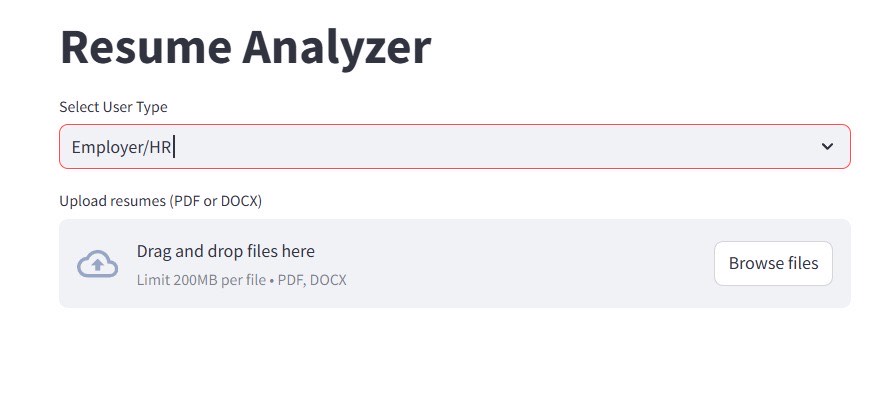 Resume Analyzer
Select User Type
Employer/HR
Upload resumes (PDF or DOCX)
Drag and drop files here
Limit 200MB per file • PDF, DOCX
Browse files